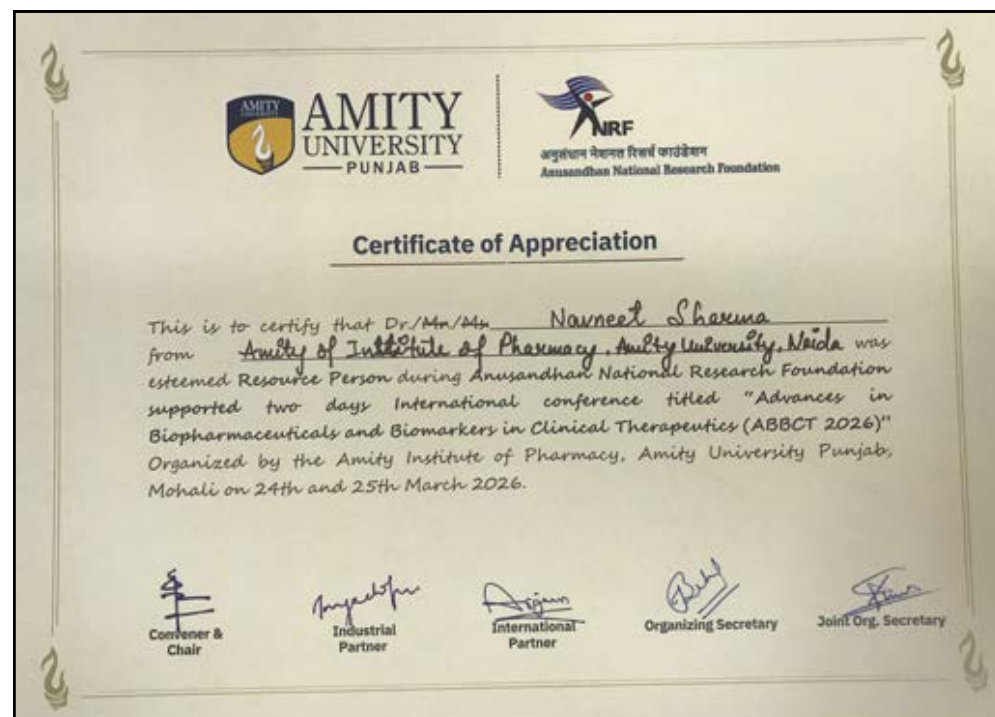 AMITY
UNIVERSITY
AMITY
UNIVERSITY
PUNJAB
NRF
अनुसंधान नेशनल रिसर्च फाउंडेशन
Anusandhan National Research Foundation
Certificate of Appreciation
This is to certify that Dr./Mr./Ms. Navneet Sharma
from Amity of Institute of Pharmacy, Amity University, Noida was
esteemed Resource Person during Anusandhan National Research Foundation
supported two days International conference titled "Advances in
Biopharmaceuticals and Biomarkers in Clinical Therapeutics (ABBCT 2026)"
Organized by the Amity Institute of Pharmacy, Amity University Punjab,
Mohali on 24th and 25th March 2026.
Convener &
Chair
Industrial
Partner
International
Partner
Organizing Secretary
Joint Org. Secretary